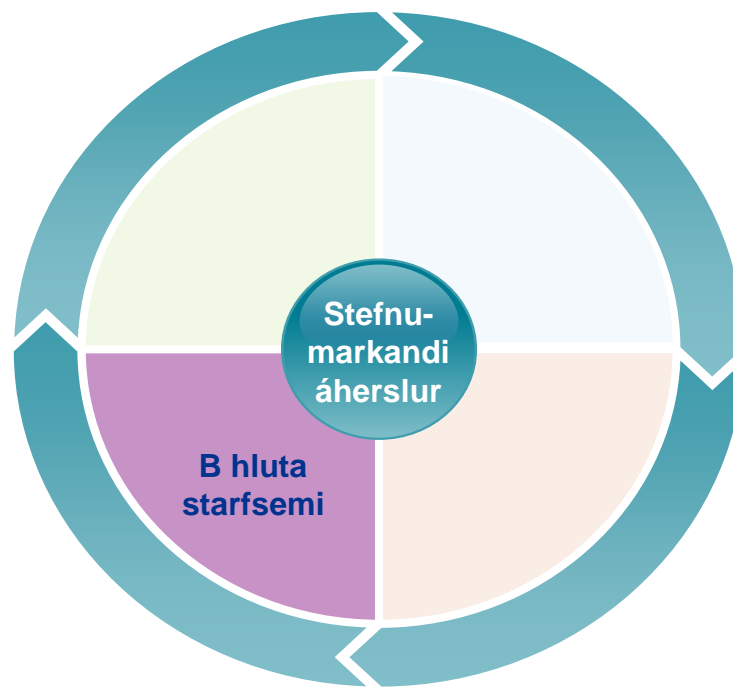 Stefnu-
markandi
áherslur
B hluta
starfsemi